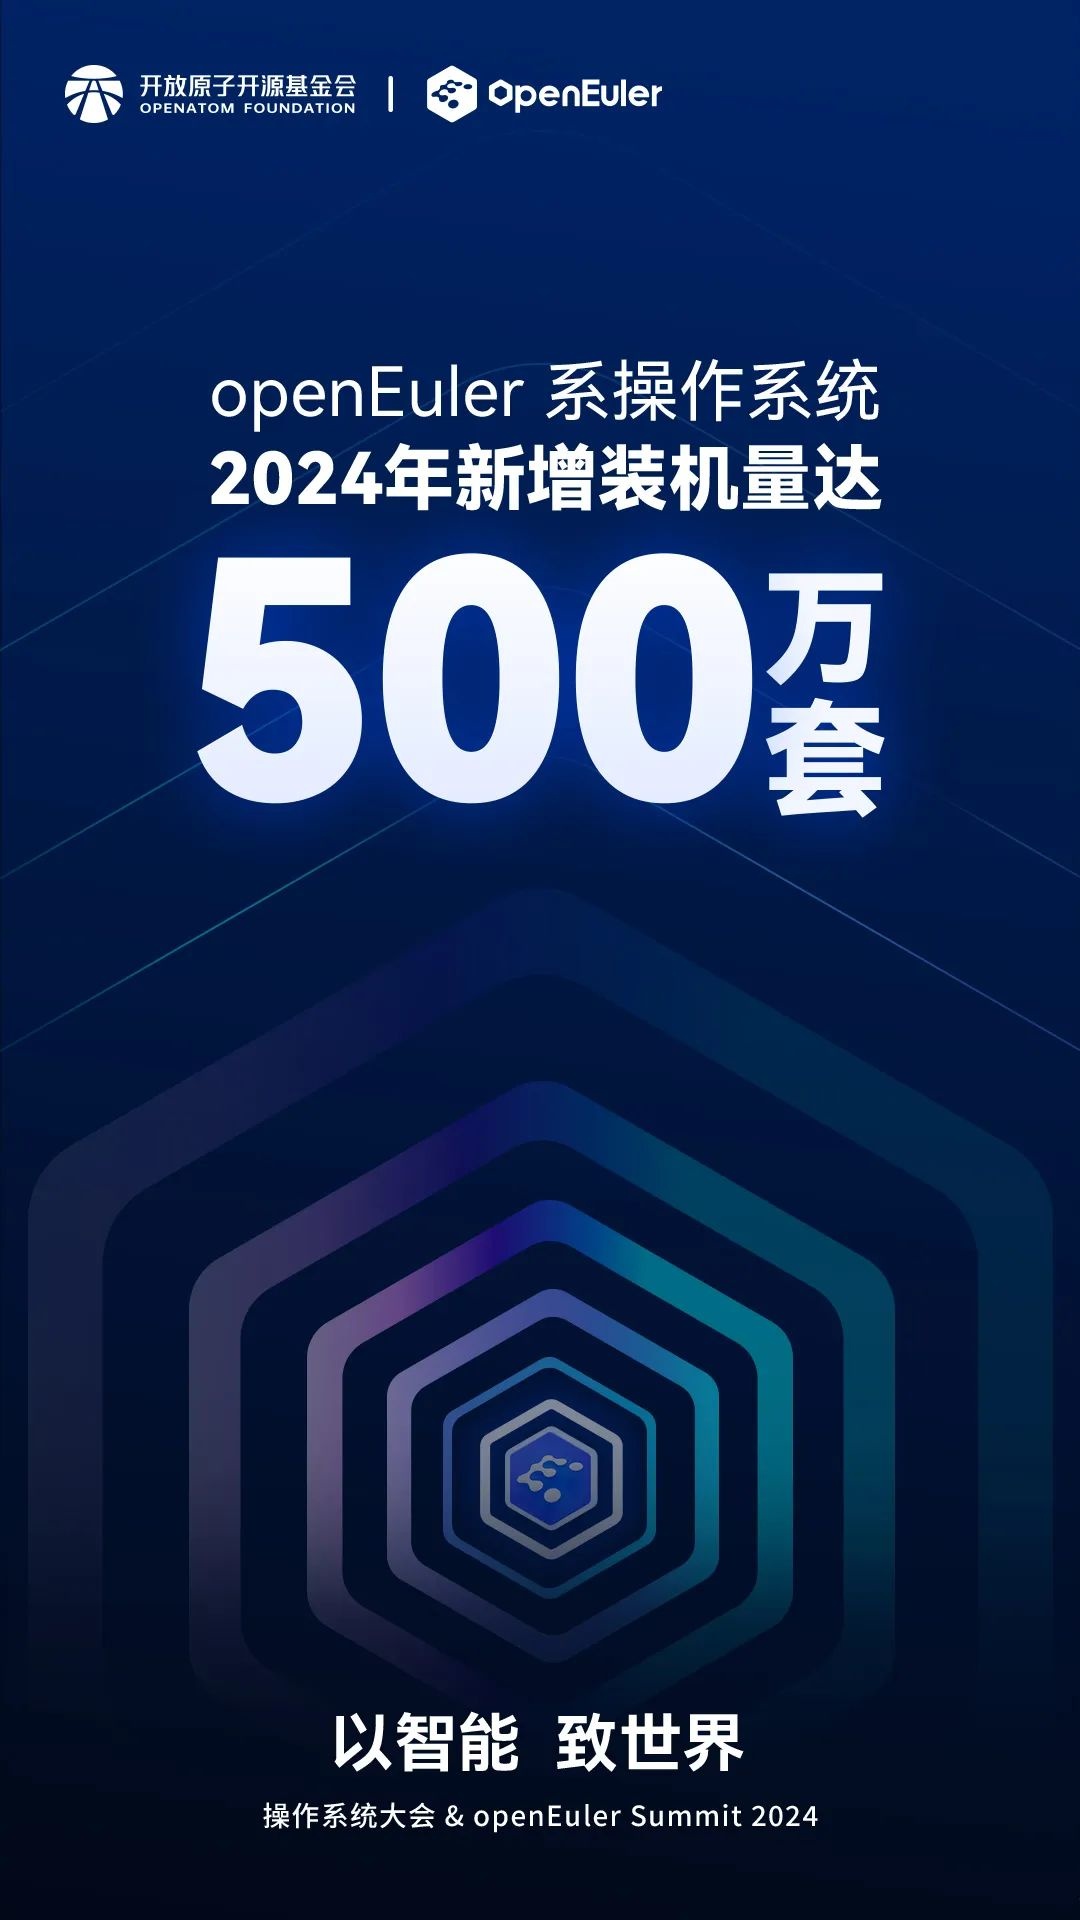 开放原子开源基金会
OPENATOM FOUNDATION
OpenEuler
openEuler 系操作系统
2024年新增装机量达
500万套
以智能 致世界
操作系统大会 & openEuler Summit 2024